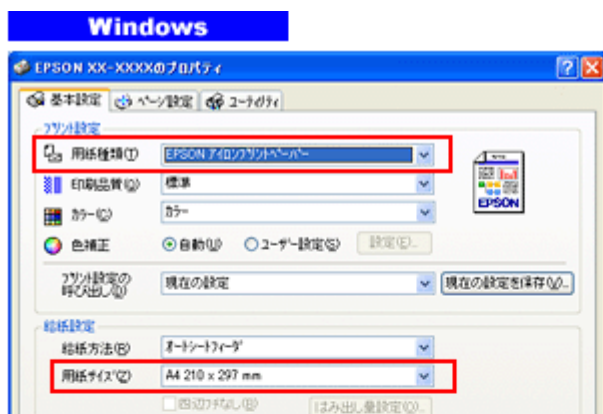 Windows
EPSON XX-XXXXのプロパティ
基本設定 ページ設定 ユーティリティ
プリント設定
用紙種類(T) EPSON アイロンプリントペーパー
印刷品質(Q) 標準
カラー(C) カラー
EPSON
色補正 自動(U) ユーザー設定(S) 設定(E)...
プリント設定の
呼び出し(D) 現在の設定 現在の設定を保存(V)...
給紙設定
給紙方法(R) オートシートフィーダ
用紙サイズ(Z) A4 210 x 297 mm
四辺フチなし(B) はみ出し量設定(O)...